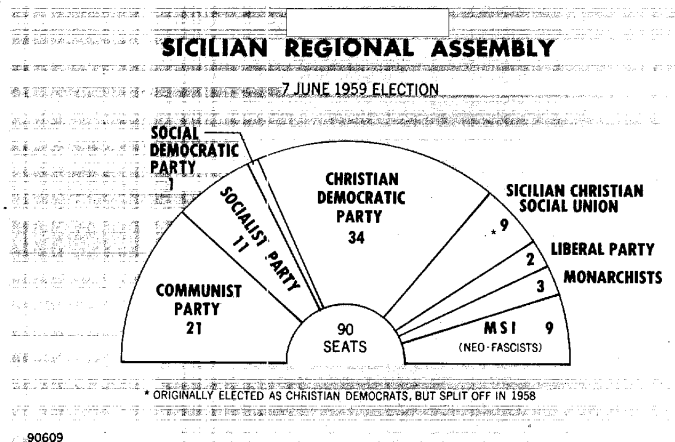 SICILIAN REGIONAL ASSEMBLY
7 JUNE 1959 ELECTION
SOCIAL
DEMOCRATIC
PARTY
1
SOCIALIST PARTY
11
COMMUNIST
PARTY
21
CHRISTIAN
DEMOCRATIC
PARTY
34
SICILIAN CHRISTIAN
SOCIAL UNION
* 9
LIBERAL PARTY
2
MONARCHISTS
3
MSI 9
(NEO-FASCISTS)
90
SEATS
* ORIGINALLY ELECTED AS CHRISTIAN DEMOCRATS, BUT SPLIT OFF IN 1958
90609